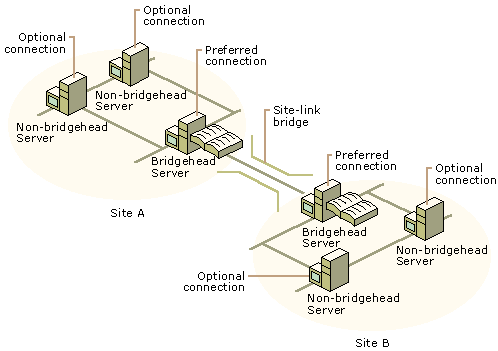 Optional
connection
Optional
connection
Preferred
connection
Non-bridgehead
Server
Non-bridgehead
Server
Site-link
bridge
Bridgehead
Server
Preferred
connection
Optional
connection
Site A
Bridgehead
Server
Non-bridgehead
Server
Optional
connection
Non-bridgehead
Server
Site B